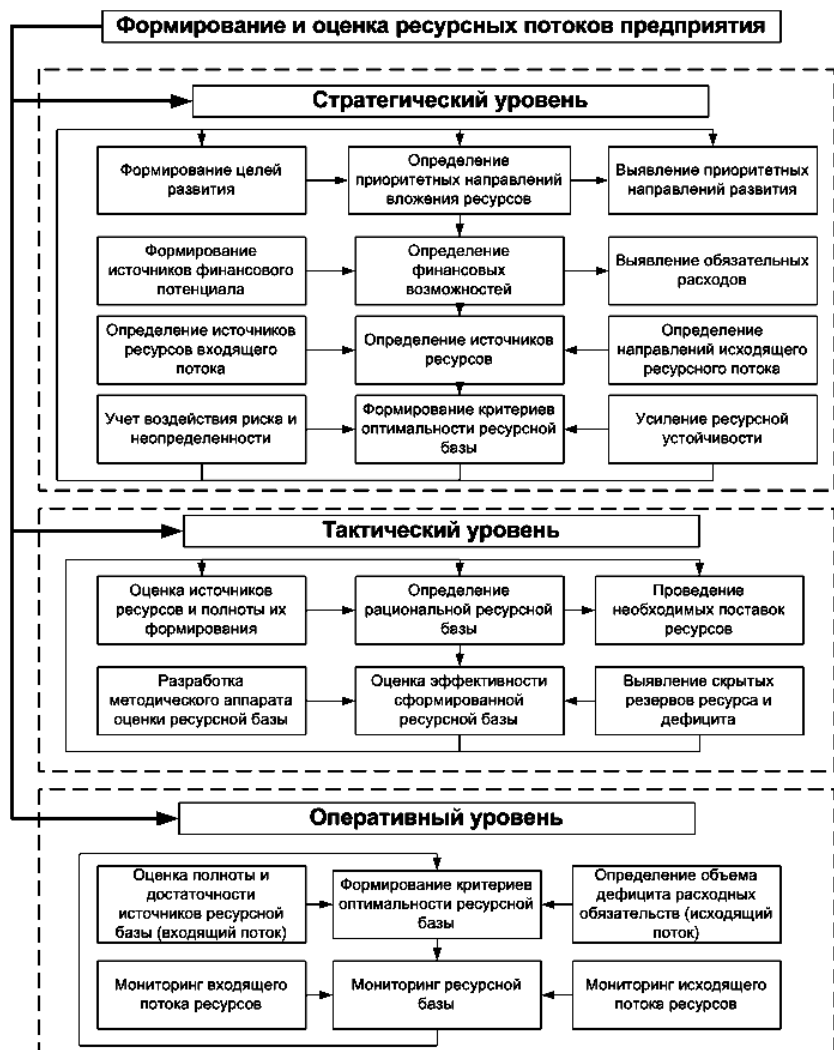 Формирование и оценка ресурсных потоков предприятия
Стратегический уровень
Формирование целей
развития
Определение
приоритетных направлений
вложения ресурсов
Выявление приоритетных
направлений развития
Формирование
источников финансового
потенциала
Определение
финансовых
возможностей
Выявление обязательных
расходов
Определение источников
ресурсов входящего
потока
Определение источников
ресурсов
Определение
направлений исходящего
ресурсного потока
Учет воздействия риска и
неопределенности
Формирование критериев
оптимальности ресурсной
базы
Усиление ресурсной
устойчивости
Тактический уровень
Оценка источников
ресурсов и полноты их
формирования
Определение
рациональной ресурсной
базы
Проведение
необходимых поставок
ресурсов
Разработка
методического аппарата
оценки ресурсной базы
Оценка эффективности
сформированной
ресурсной базы
Выявление скрытых
резервов ресурса и
дефицита
Оперативный уровень
Оценка полноты и
достаточности
источников ресурсной
базы (входящий поток)
Формирование критериев
оптимальности ресурсной
базы
Определение объема
дефицита расходных
обязательств (исходящий
поток)
Мониторинг входящего
потока ресурсов
Мониторинг ресурсной
базы
Мониторинг исходящего
потока ресурсов